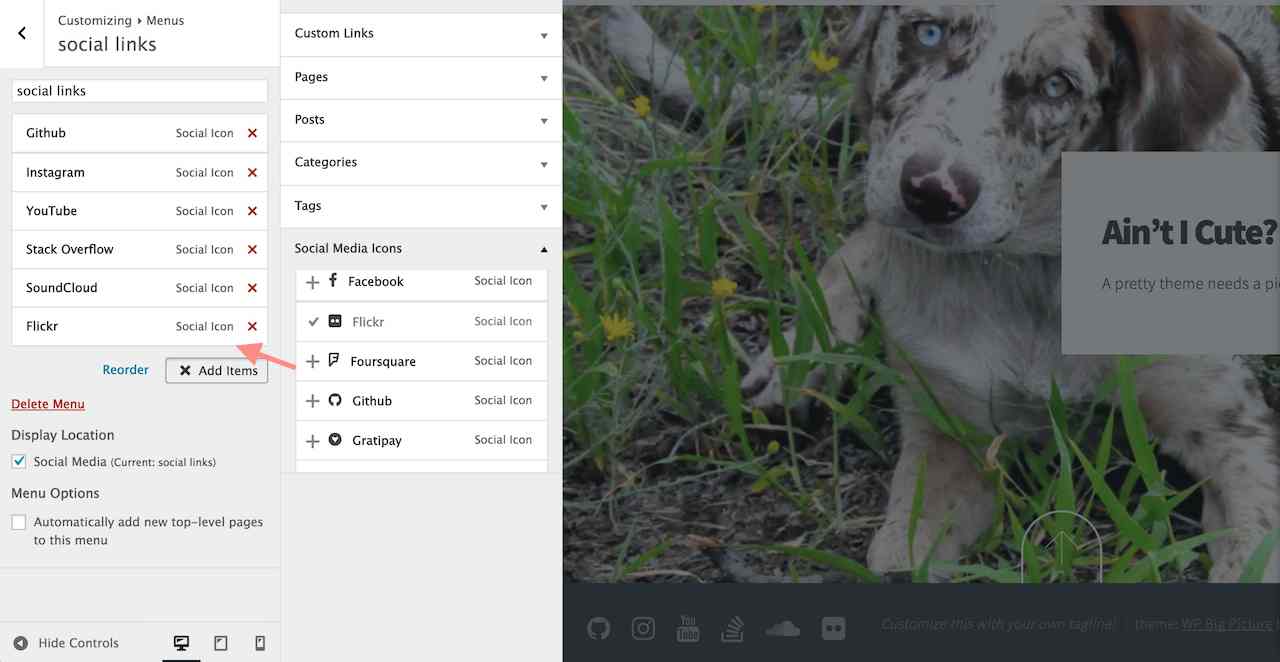 Customizing ▸ Menus
social links
social links
Github Social Icon
Instagram Social Icon
YouTube Social Icon
Stack Overflow Social Icon
SoundCloud Social Icon
Flickr Social Icon
Reorder Add Items
Delete Menu
Display Location
Social Media (Current: social links)
Menu Options
Automatically add new top-level pages
to this menu
Hide Controls
Custom Links
Pages
Posts
Categories
Tags
Social Media Icons
Facebook Social Icon
Flickr Social Icon
Foursquare Social Icon
Github Social Icon
Gratipay Social Icon
Ain't I Cute?
A pretty theme needs a pi
You
Tube
Customize this with your own tagline! | theme: WP Big Picture b